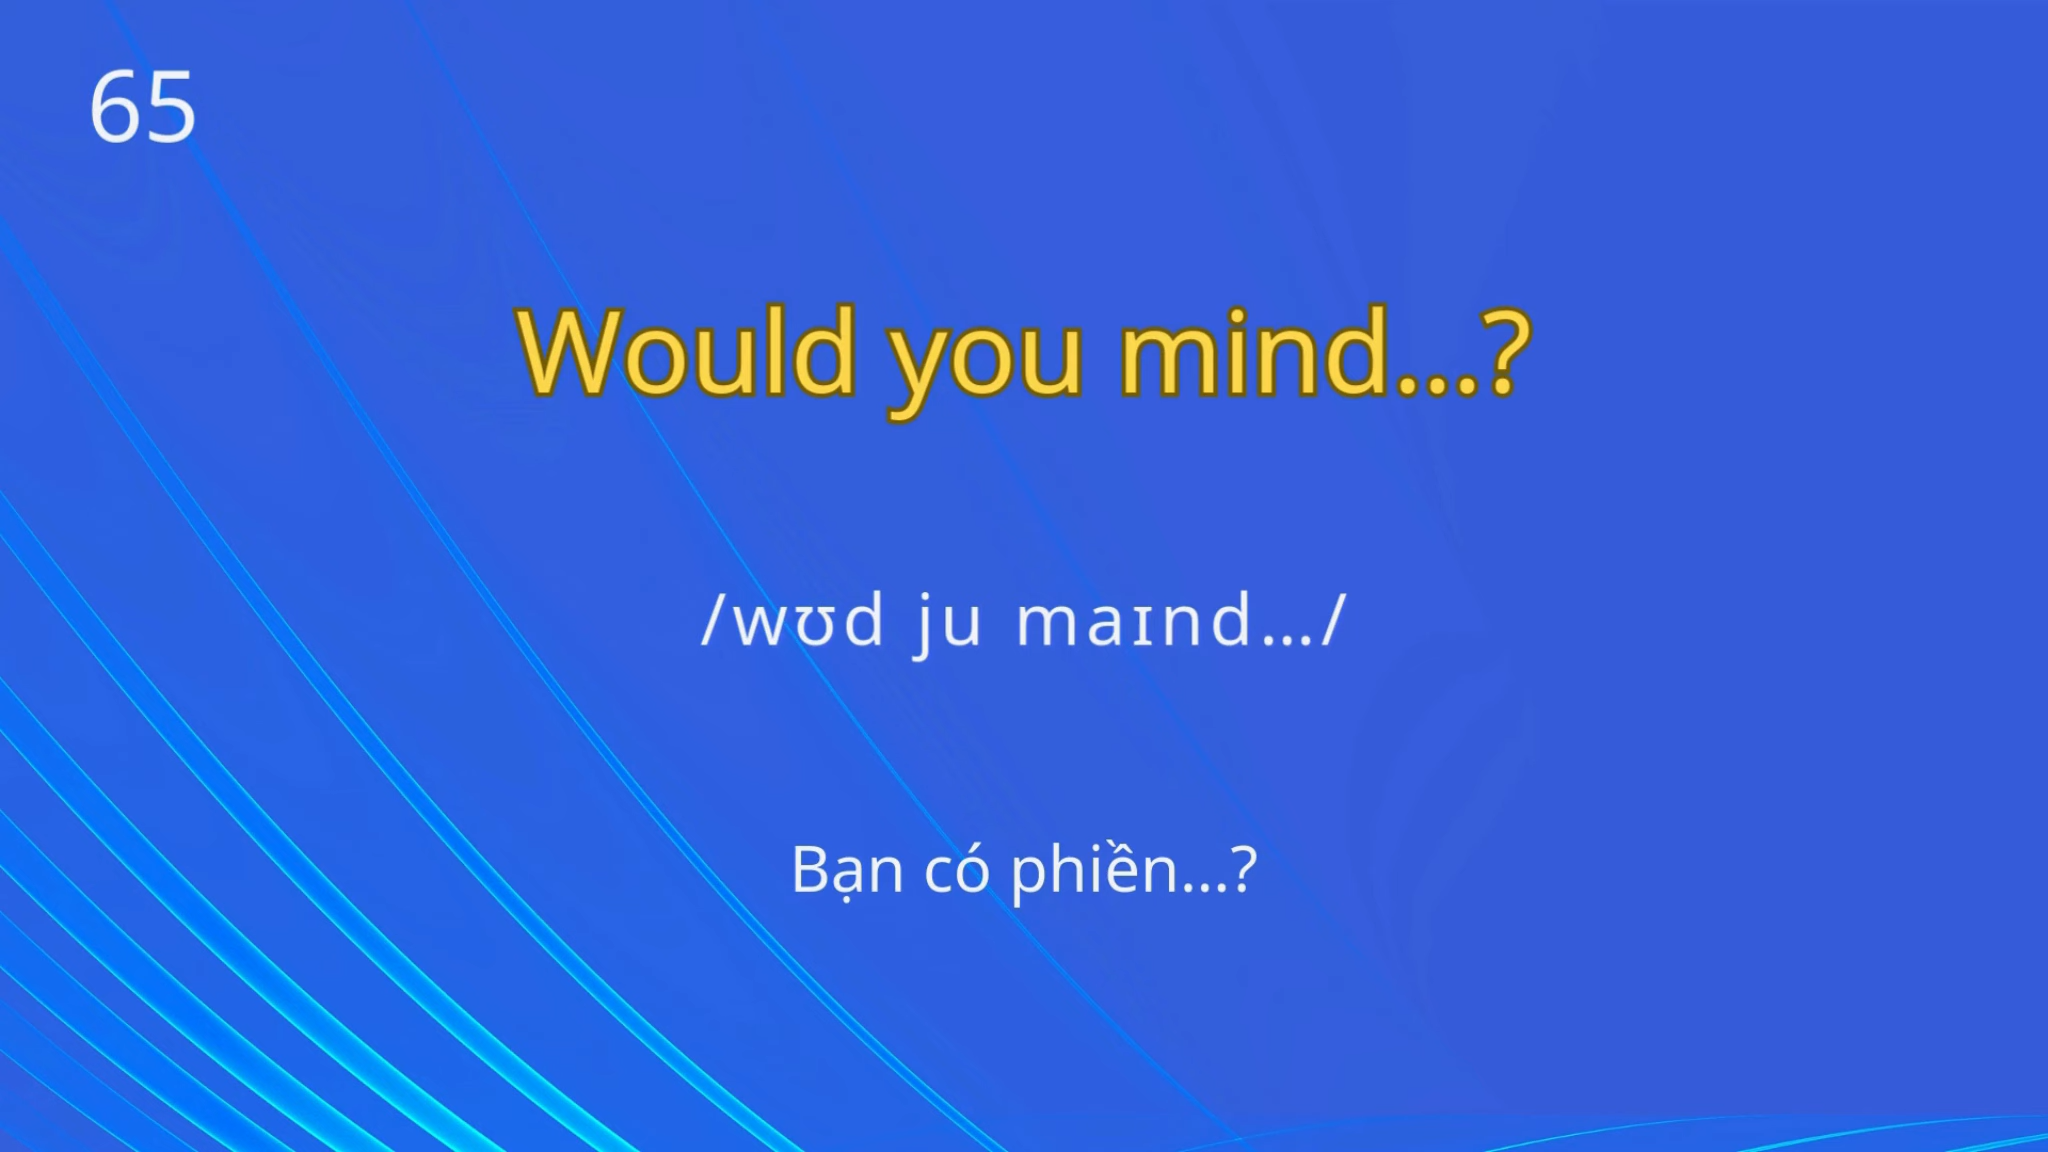 65
Would you mind...?
/wʊd ju maɪnd.../
Bạn có phiền...?